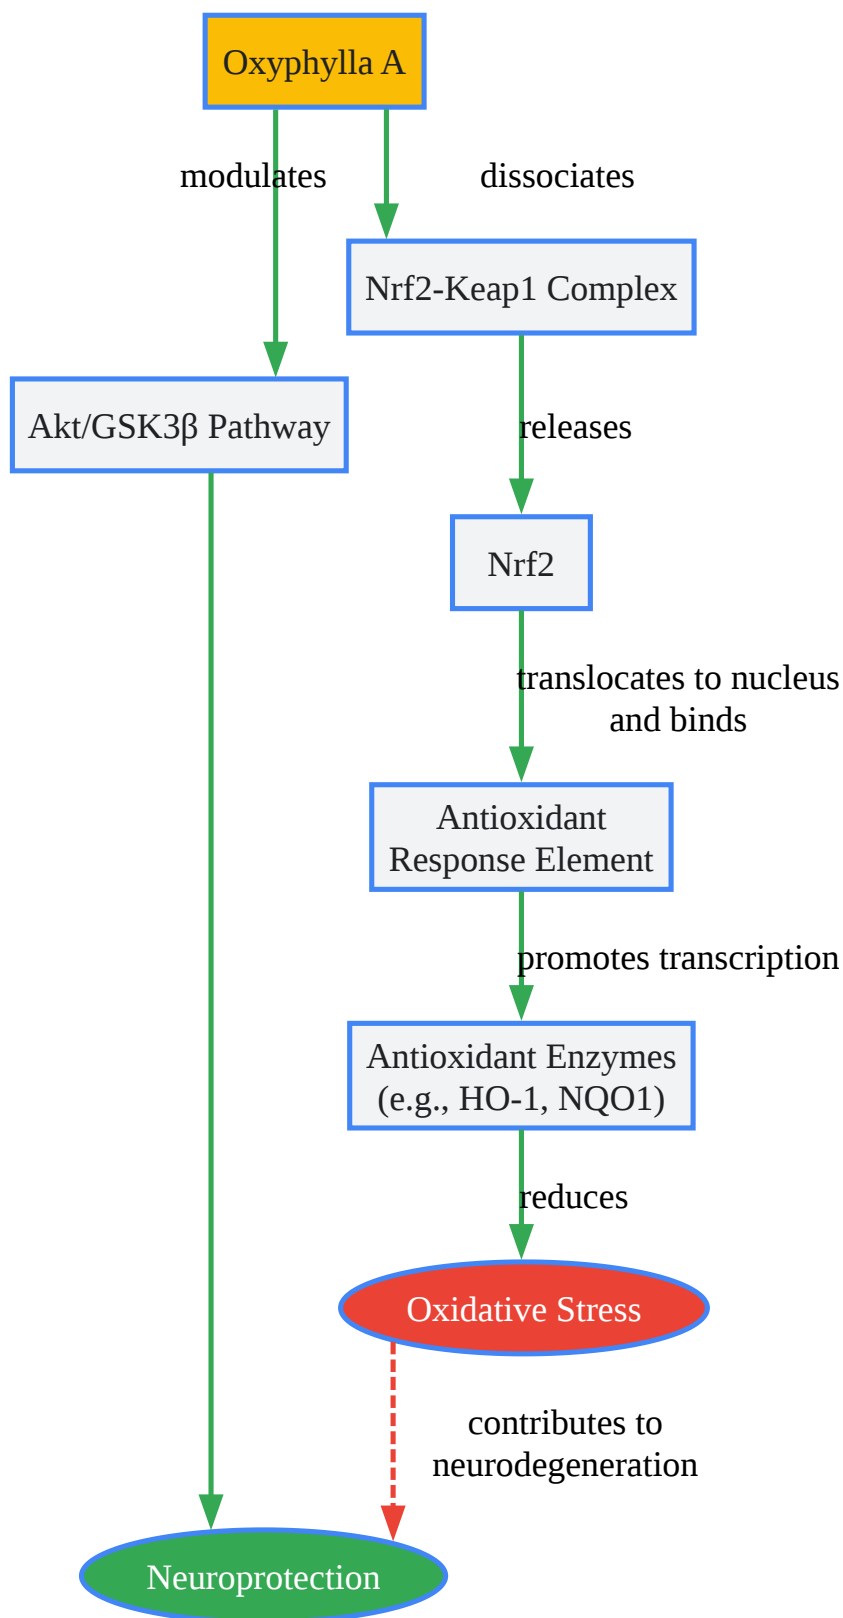 Oxyphylla A
modulates
dissociates
Nrf2-Keap1 Complex
Akt/GSK3β Pathway
releases
Nrf2
translocates to nucleus
and binds
Antioxidant
Response Element
promotes transcription
Antioxidant Enzymes
(e.g., HO-1, NQO1)
reduces
Oxidative Stress
contributes to
neurodegeneration
Neuroprotection